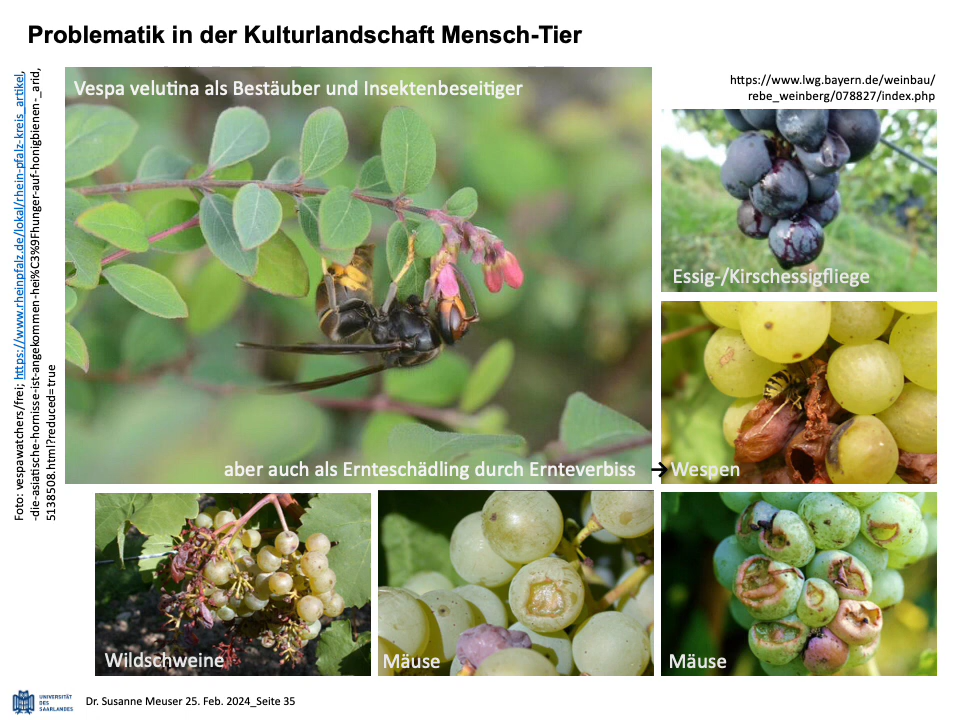 Problematik in der Kulturlandschaft Mensch-Tier
Foto: vespawatchers/frei; https://www.rheinpfalz.de/lokal/rhein-pfalz-kreis_artikel,
-die-asiatische-hornisse-ist-angekommen-hei%C3%9Fhunger-auf-honigbienen-_arid,
5138508.html?reduced=true
Vespa velutina als Bestäuber und Insektenbeseitiger
https://www.lwg.bayern.de/weinbau/
rebe_weinberg/078827/index.php
Essig-/Kirschessigfliege
aber auch als Ernteschädling durch Ernteverbiss
➔ Wespen
Wildschweine
Mäuse
Mäuse
UNIVERSITÄT
DES
SAARLANDES
Dr. Susanne Meuser 25. Feb. 2024_Seite 35